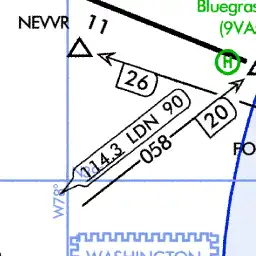 Bluegras
(9VA
NEVVR
11
H
26
20
114.3 LDN 90
058
FO
W78°
WASHINGTON